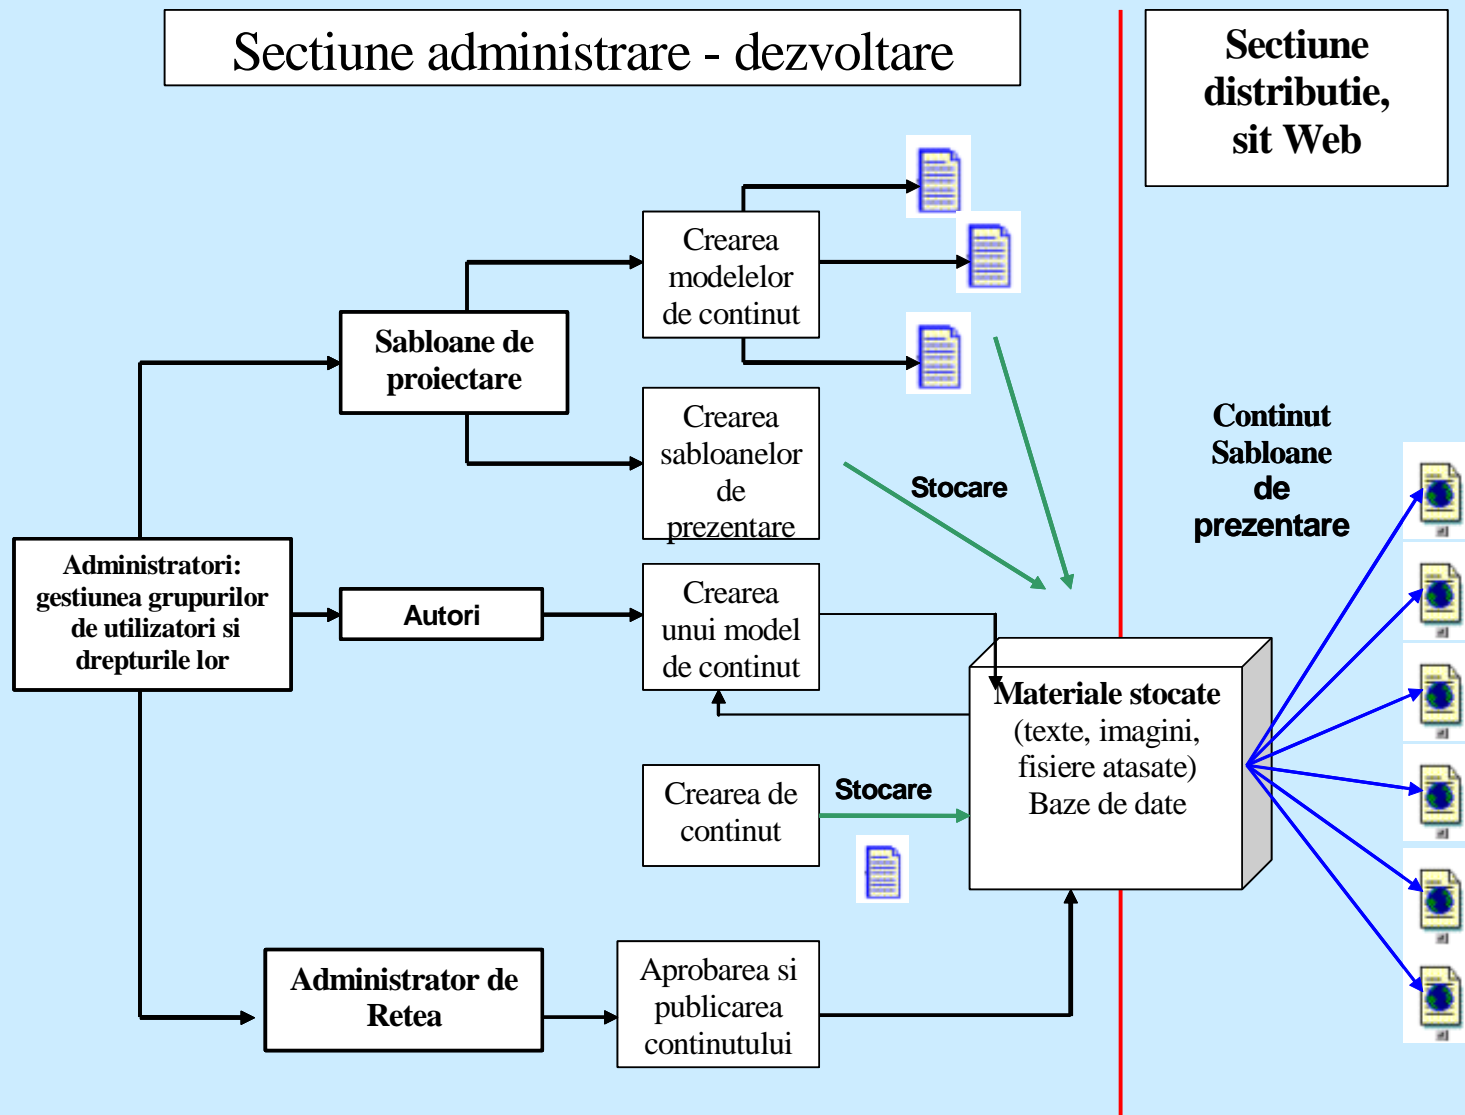 Sectiune administrare - dezvoltare
Sectiune
distributie,
sit Web
Crearea
modelelor
de continut
Sabloane de
proiectare
Crearea
sabloanelor
de
prezentare
Stocare
Continut
Sabloane
de
prezentare
Administratori:
gestiunea grupurilor
de utilizatori si
drepturile lor
Autori
Crearea
unui model
de continut
Materiale stocate
(texte, imagini,
fisiere atasate)
Baze de date
Crearea de
continut
Stocare
Administrator de
Retea
Aprobarea si
publicarea
continutului